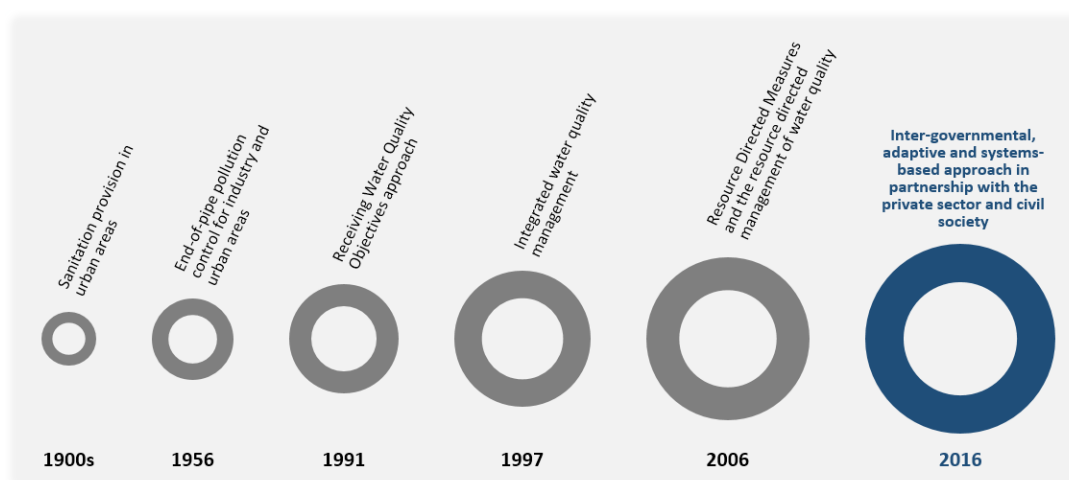 Sanitation provision in
urban areas
End-of-pipe pollution
control for industry and
urban areas
Receiving Water Quality
Objectives approach
Integrated water quality
management
Resource Directed Measures
and the resource directed
management of water quality
Inter-governmental,
adaptive and systems-
based approach in
partnership with the
private sector and civil
society
1900s
1956
1991
1997
2006
2016